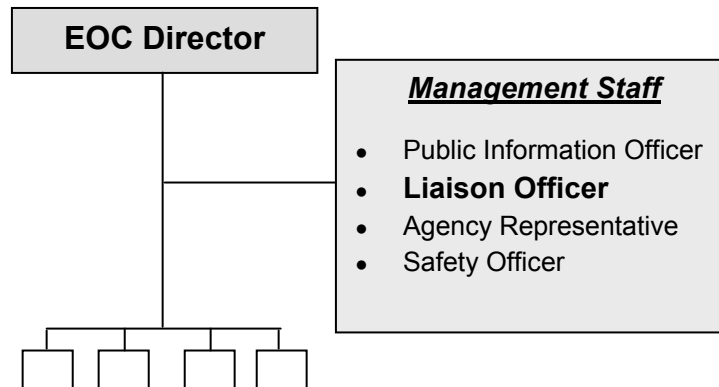 EOC Director
Management Staff
● Public Information Officer
● Liaison Officer
● Agency Representative
● Safety Officer